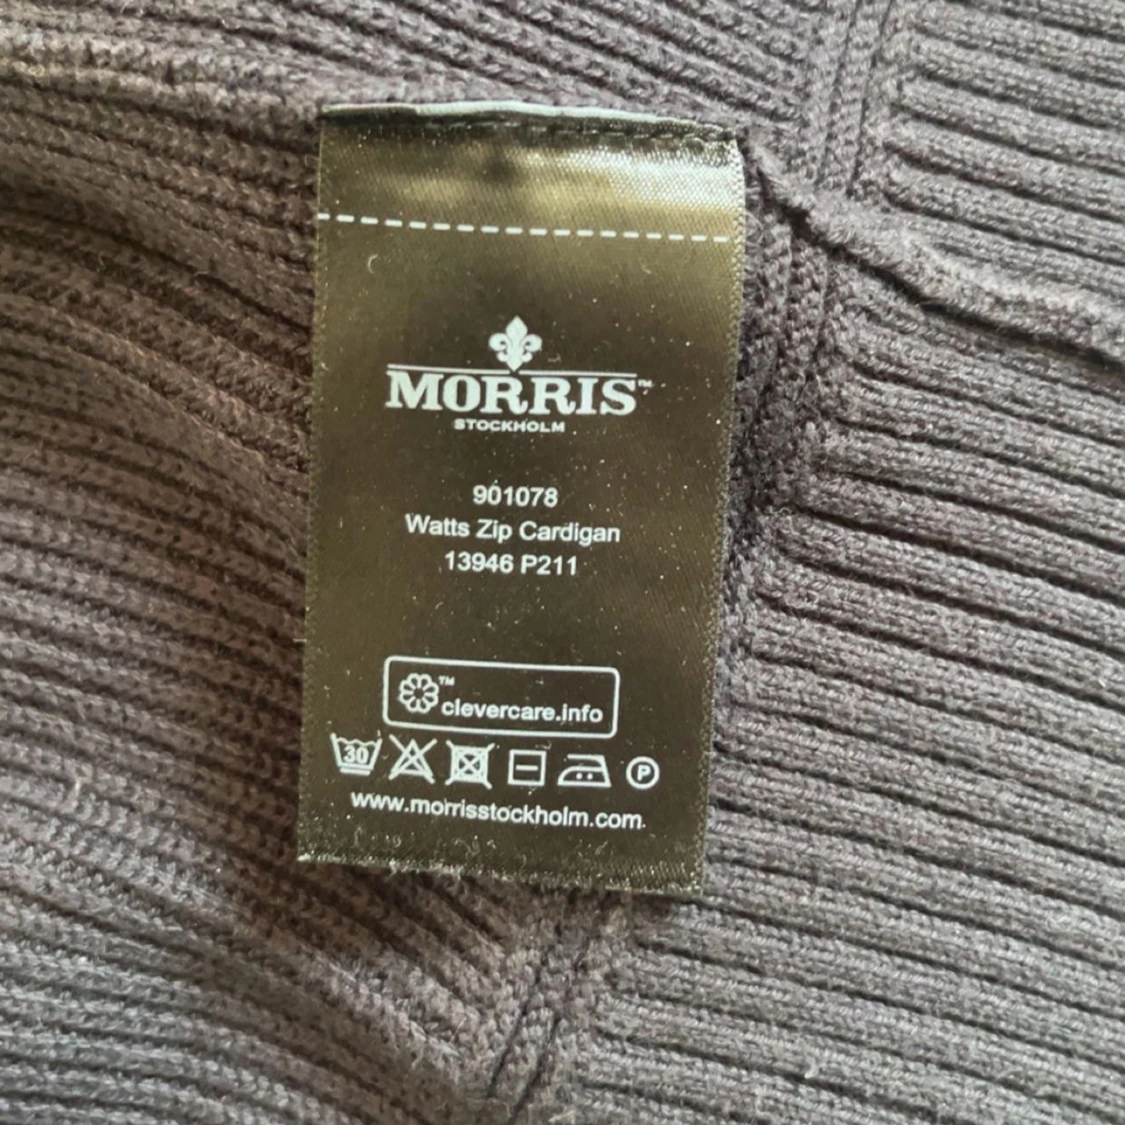 MORRIS™
STOCKHOLM
901078
Watts Zip Cardigan
13946 P211
™
clevercare.info
30
P
www.morrisstockholm.com